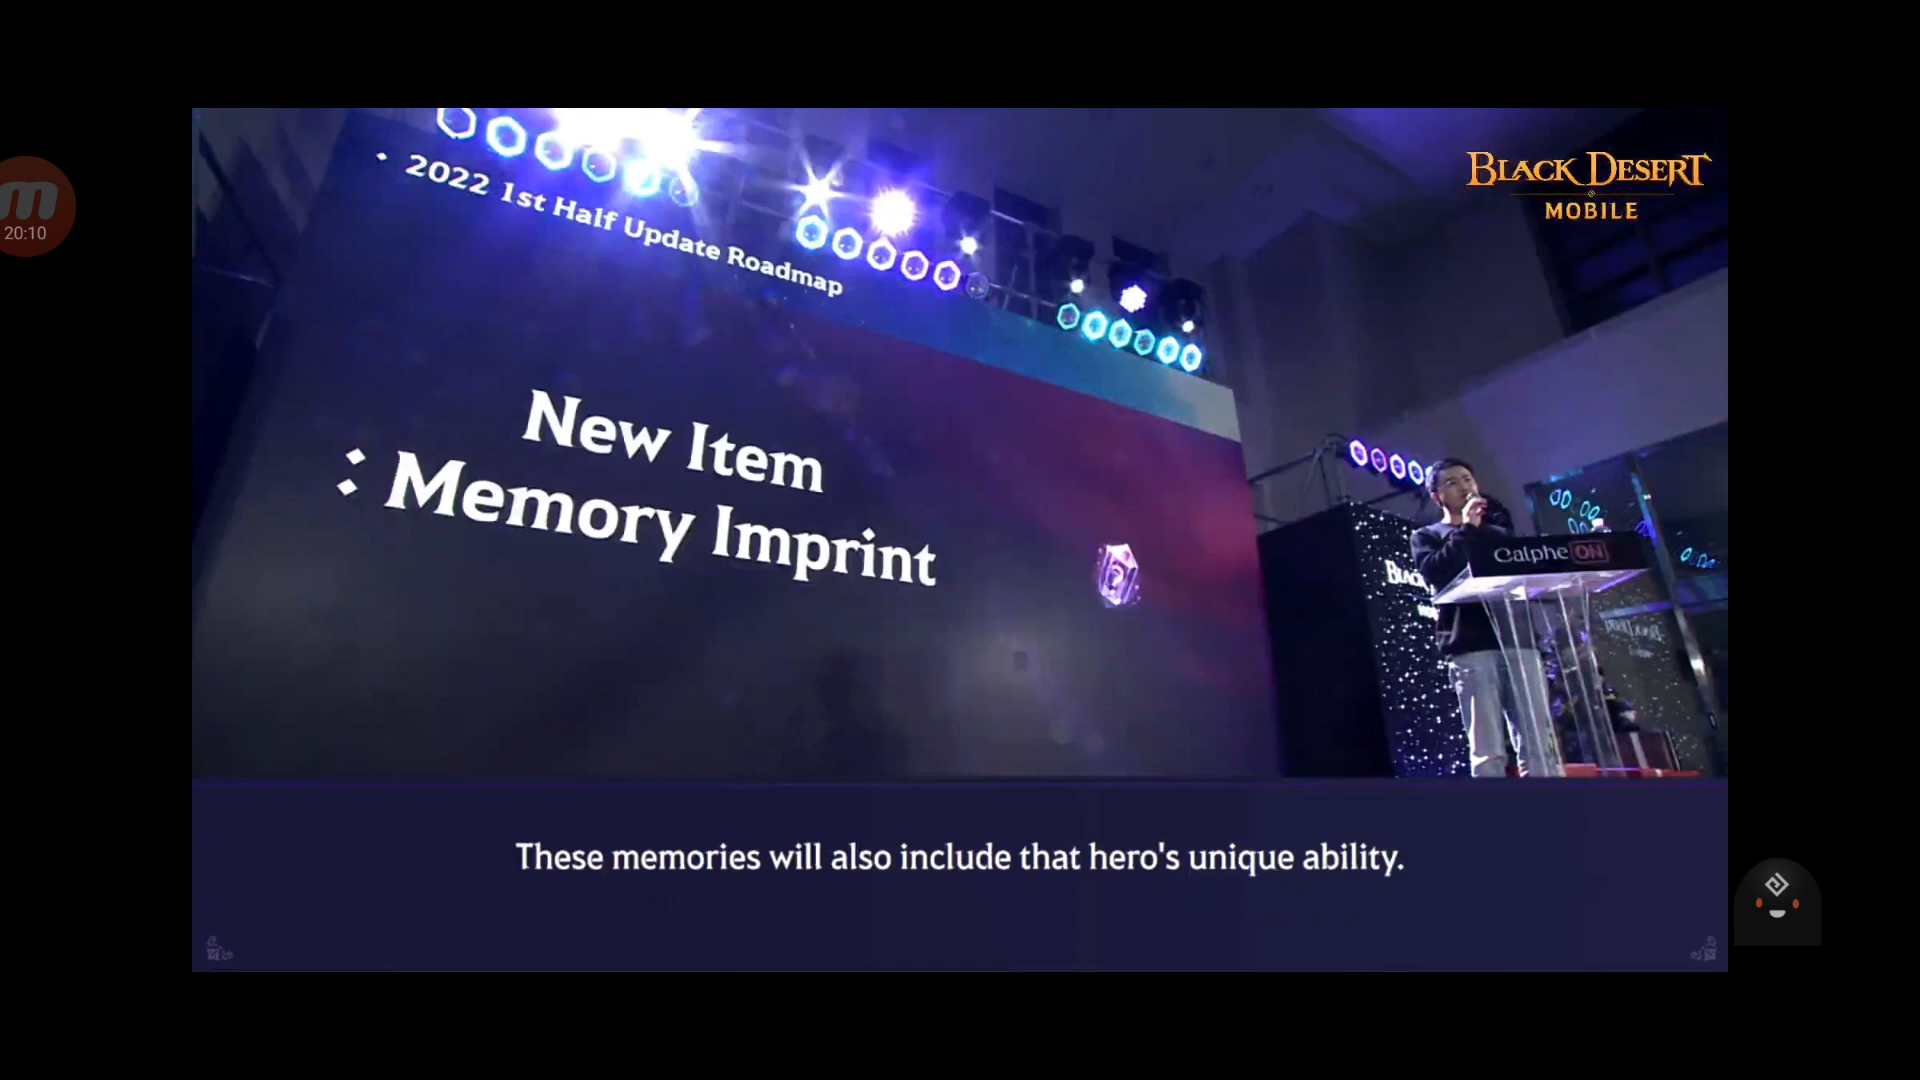 20:10
BLACK DESERT
MOBILE
2022 1st Half Update Roadmap
New Item
: Memory Imprint
Calphe ON
BLACK
These memories will also include that hero's unique ability.